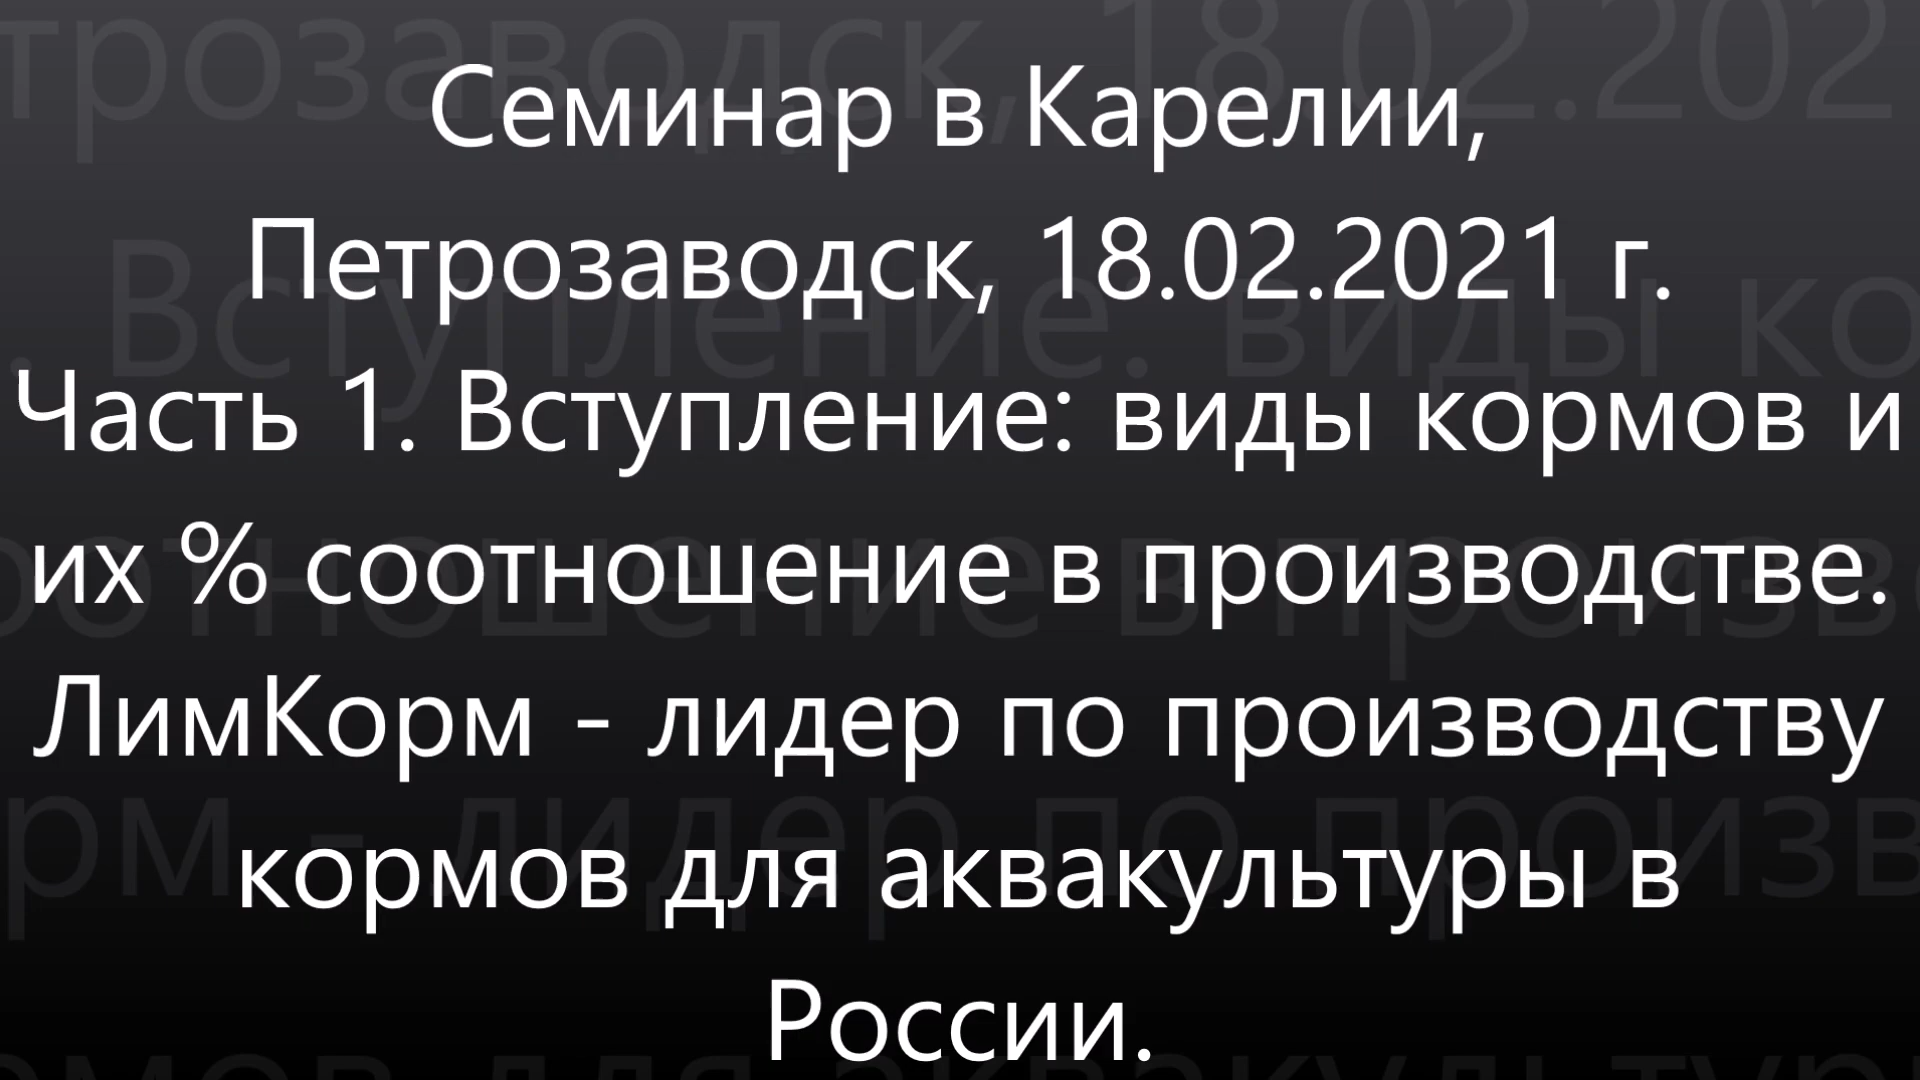 Семинар в Карелии,
Петрозаводск, 18.02.2021 г.
Часть 1. Вступление: виды кормов и
их % соотношение в производстве.
ЛимКорм - лидер по производству
кормов для аквакультуры в
России.